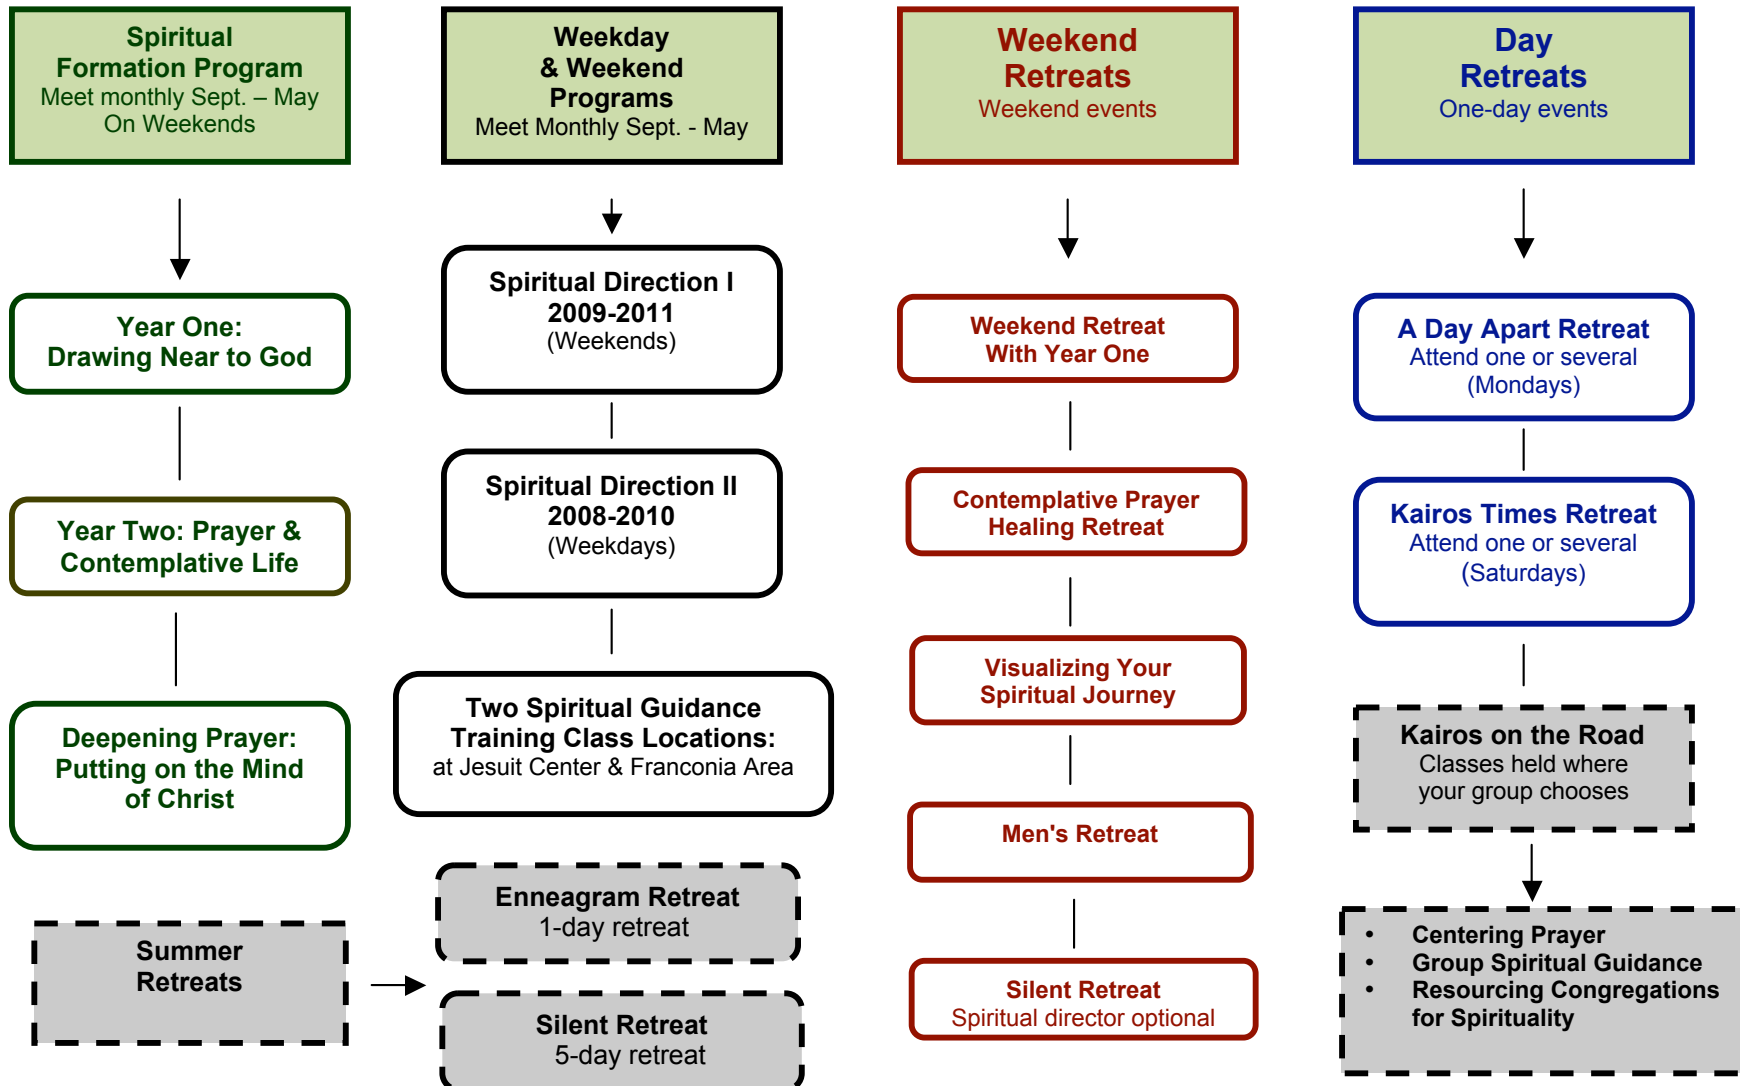 Spiritual
Formation Program
Meet monthly Sept. – May
On Weekends
Year One:
Drawing Near to God
Year Two: Prayer &
Contemplative Life
Deepening Prayer:
Putting on the Mind
of Christ
Weekday
& Weekend
Programs
Meet Monthly Sept. - May
Spiritual Direction I
2009-2011
(Weekends)
Spiritual Direction II
2008-2010
(Weekdays)
Two Spiritual Guidance
Training Class Locations:
at Jesuit Center & Franconia Area
Summer
Retreats
Enneagram Retreat
1-day retreat
Silent Retreat
5-day retreat
Weekend
Retreats
Weekend events
Weekend Retreat
With Year One
Contemplative Prayer
Healing Retreat
Visualizing Your
Spiritual Journey
Men's Retreat
Silent Retreat
Spiritual director optional
Day
Retreats
One-day events
A Day Apart Retreat
Attend one or several
(Mondays)
Kairos Times Retreat
Attend one or several
(Saturdays)
Kairos on the Road
Classes held where
your group chooses
• Centering Prayer
• Group Spiritual Guidance
• Resourcing Congregations
for Spirituality